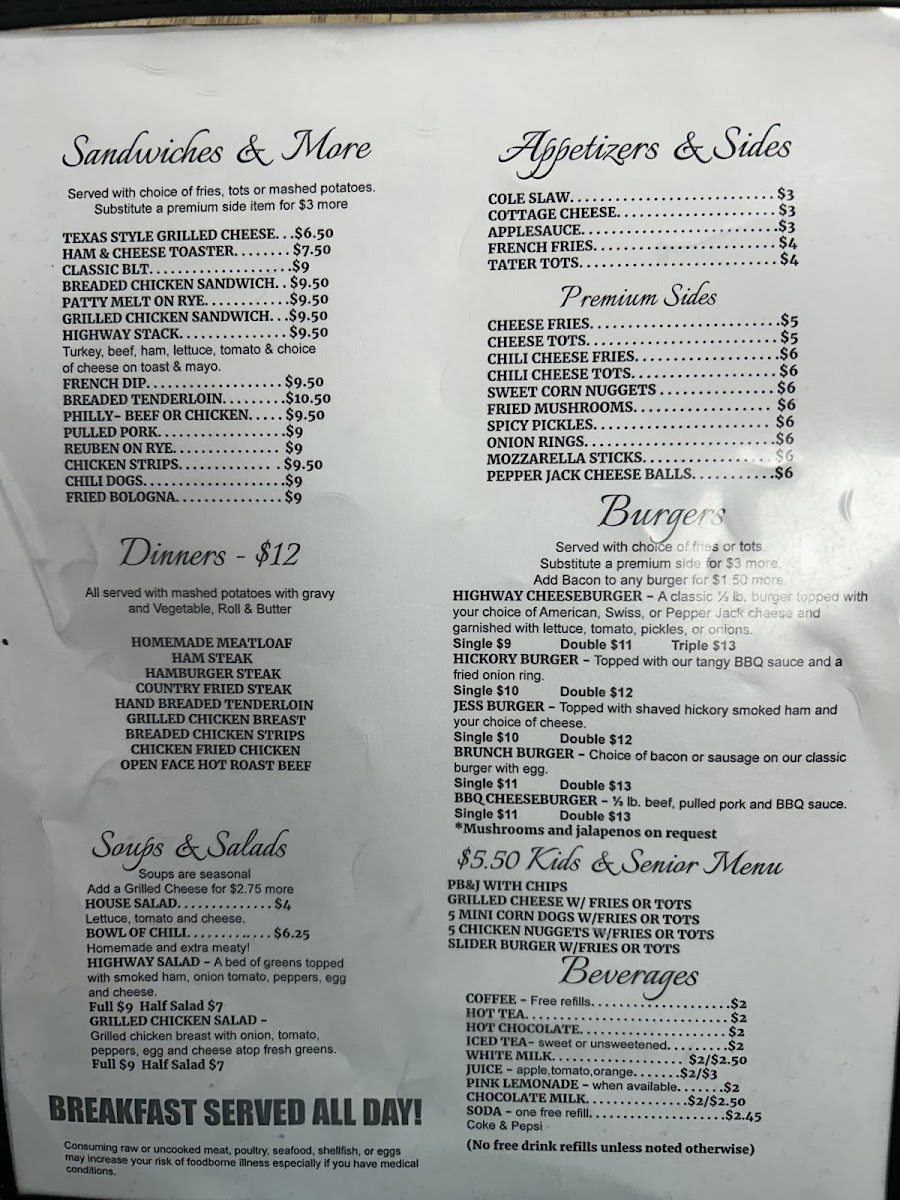 Sandwiches & More
Served with choice of fries, tots or mashed potatoes.
Substitute a premium side item for $3 more
TEXAS STYLE GRILLED CHEESE...$6.50
HAM & CHEESE TOASTER........$7.50
CLASSIC BLT.....................$9
BREADED CHICKEN SANDWICH..$9.50
PATTY MELT ON RYE............$9.50
GRILLED CHICKEN SANDWICH...$9.50
HIGHWAY STACK................$9.50
Turkey, beef, ham, lettuce, tomato & choice
of cheese on toast & mayo.
FRENCH DIP..................$9.50
BREADED TENDERLOIN.........$10.50
PHILLY- BEEF OR CHICKEN.....$9.50
PULLED PORK.................$9
REUBEN ON RYE.............. $9
CHICKEN STRIPS..............$9.50
CHILI DOGS...................$9
FRIED BOLOGNA...............$9
Dinners - $12
All served with mashed potatoes with gravy
and Vegetable, Roll & Butter
HOMEMADE MEATLOAF
HAM STEAK
HAMBURGER STEAK
COUNTRY FRIED STEAK
HAND BREADED TENDERLOIN
GRILLED CHICKEN BREAST
BREADED CHICKEN STRIPS
CHICKEN FRIED CHICKEN
OPEN FACE HOT ROAST BEEF
Soups & Salads
Soups are seasonal
Add a Grilled Cheese for $2.75 more
HOUSE SALAD.............$4
Lettuce, tomato and cheese.
BOWL OF CHILI............$6.25
Homemade and extra meaty!
HIGHWAY SALAD - A bed of greens topped
with smoked ham, onion tomato, peppers, egg
and cheese.
Full $9 Half Salad $7
GRILLED CHICKEN SALAD -
Grilled chicken breast with onion, tomato,
peppers, egg and cheese atop fresh greens.
Full $9 Half Salad $7
BREAKFAST SERVED ALL DAY!
Consuming raw or uncooked meat, poultry, seafood, shellfish, or eggs
may increase your risk of foodborne illness especially if you have medical
conditions.
Appetizers & Sides
COLE SLAW...........................$3
COTTAGE CHEESE.....................$3
APPLESAUCE..........................$3
FRENCH FRIES........................$4
TATER TOTS..........................$4
Premium Sides
CHEESE FRIES.........................$5
CHEESE TOTS.........................$5
CHILI CHEESE FRIES...................$6
CHILI CHEESE TOTS...................$6
SWEET CORN NUGGETS................$6
FRIED MUSHROOMS.................. $6
SPICY PICKLES....................... $6
ONION RINGS.........................$6
MOZZARELLA STICKS................. $6
PEPPER JACK CHEESE BALLS...........$6
Burgers
Served with choice of fries or tots.
Substitute a premium side for $3 more.
Add Bacon to any burger for $1.50 more.
HIGHWAY CHEESEBURGER - A classic ⅓ lb. burger topped with
your choice of American, Swiss, or Pepper Jack cheese and
garnished with lettuce, tomato, pickles, or onions.
Single $9 Double $11 Triple $13
HICKORY BURGER - Topped with our tangy BBQ sauce and a
fried onion ring.
Single $10 Double $12
JESS BURGER - Topped with shaved hickory smoked ham and
your choice of cheese.
Single $10 Double $12
BRUNCH BURGER - Choice of bacon or sausage on our classic
burger with egg.
Single $11 Double $13
BBQ CHEESEBURGER - ⅓ lb. beef, pulled pork and BBQ sauce.
Single $11 Double $13
*Mushrooms and jalapenos on request
$5.50 Kids & Senior Menu
PB&J WITH CHIPS
GRILLED CHEESE W/ FRIES OR TOTS
5 MINI CORN DOGS W/FRIES OR TOTS
5 CHICKEN NUGGETS W/FRIES OR TOTS
SLIDER BURGER W/FRIES OR TOTS
Beverages
COFFEE - Free refills...................$2
HOT TEA..............................$2
HOT CHOCOLATE.....................$2
ICED TEA- sweet or unsweetened.........$2
WHITE MILK................... $2/$2.50
JUICE - apple,tomato,orange.......$2/$3
PINK LEMONADE - when available.......$2
CHOCOLATE MILK...............$2/$2.50
SODA - one free refill...................$2.45
Coke & Pepsi
(No free drink refills unless noted otherwise)